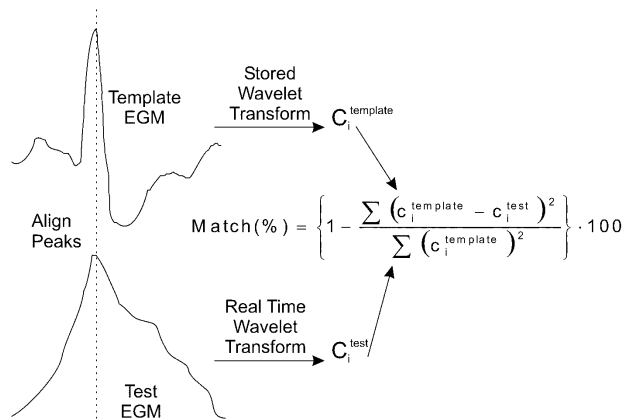 Template
EGM
Stored
Wavelet
Transform
C_i^template
Align
Peaks
Match(%) = {1 - ∑ (c_i^template - c_i^test)^2 / ∑ (c_i^template)^2} · 100
Real Time
Wavelet
Transform
C_i^test
Test
EGM